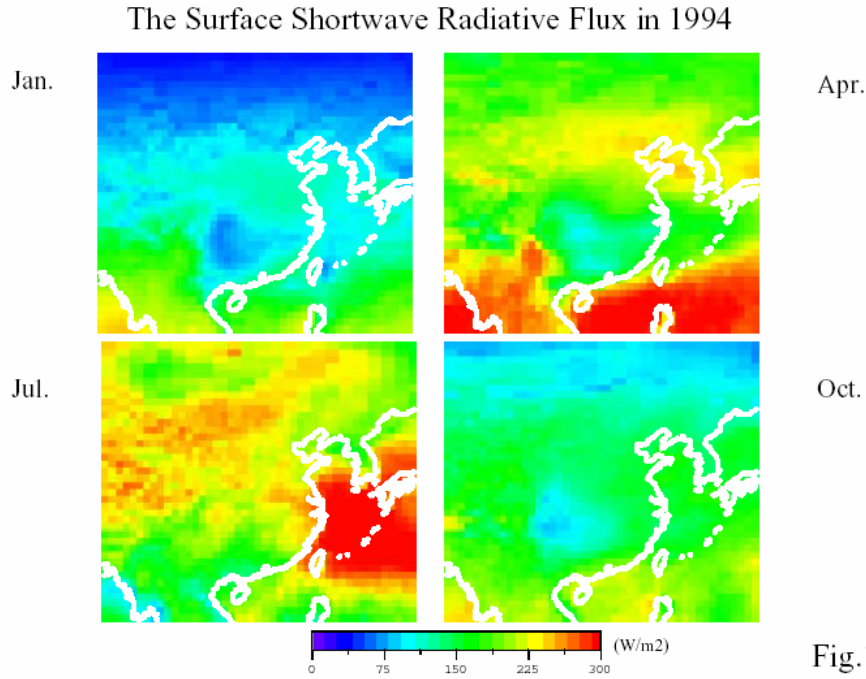 The Surface Shortwave Radiative Flux in 1994
Jan.
Apr.
Jul.
Oct.
(W/m2)
0 75 150 225 300
Fig.